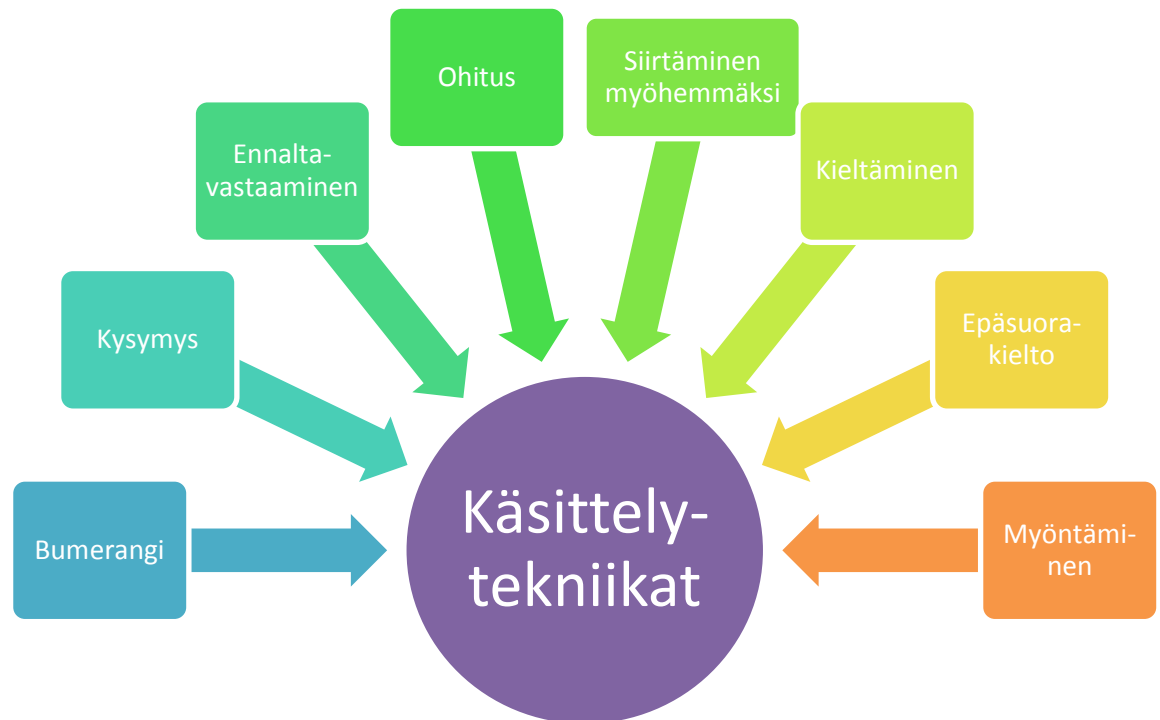 Ohitus
Siirtäminen
myöhemmäksi
Ennalta-
vastaaminen
Kieltäminen
Kysymys
Epäsuora-
kielto
Bumerangi
Käsittely-
tekniikat
Myöntämi-
nen